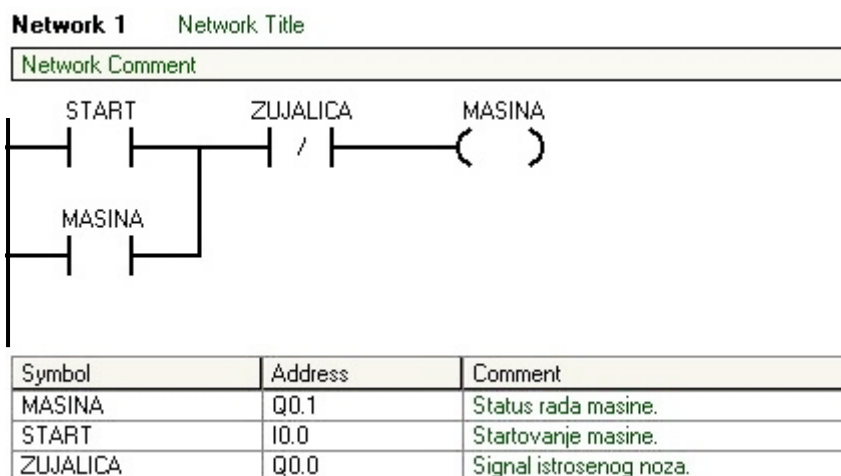 Network 1 Network Title
Network Comment
START ZUJALICA MASINA
/
MASINA
Symbol Address Comment
MASINA Q0.1 Status rada masine.
START I0.0 Startovanje masine.
ZUJALICA Q0.0 Signal istrosenog noza.